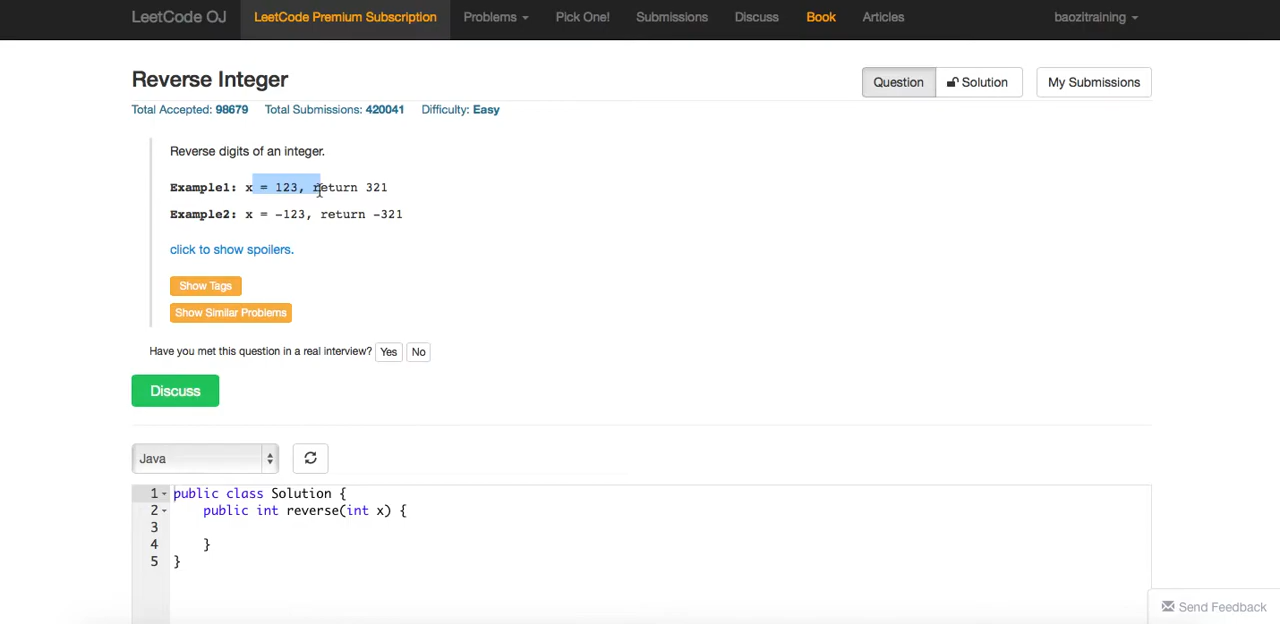 LeetCode OJ LeetCode Premium Subscription Problems Pick One! Submissions Discuss Book Articles baozitraining
Reverse Integer Question Solution My Submissions
Total Accepted: 98679 Total Submissions: 420041 Difficulty: Easy
Reverse digits of an integer.
Example1: x = 123, return 321
Example2: x = -123, return -321
click to show spoilers.
Show Tags
Show Similar Problems
Have you met this question in a real interview? Yes No
Discuss
Java
1 public class Solution {
2 public int reverse(int x) {
3
4 }
5 }
Send Feedback